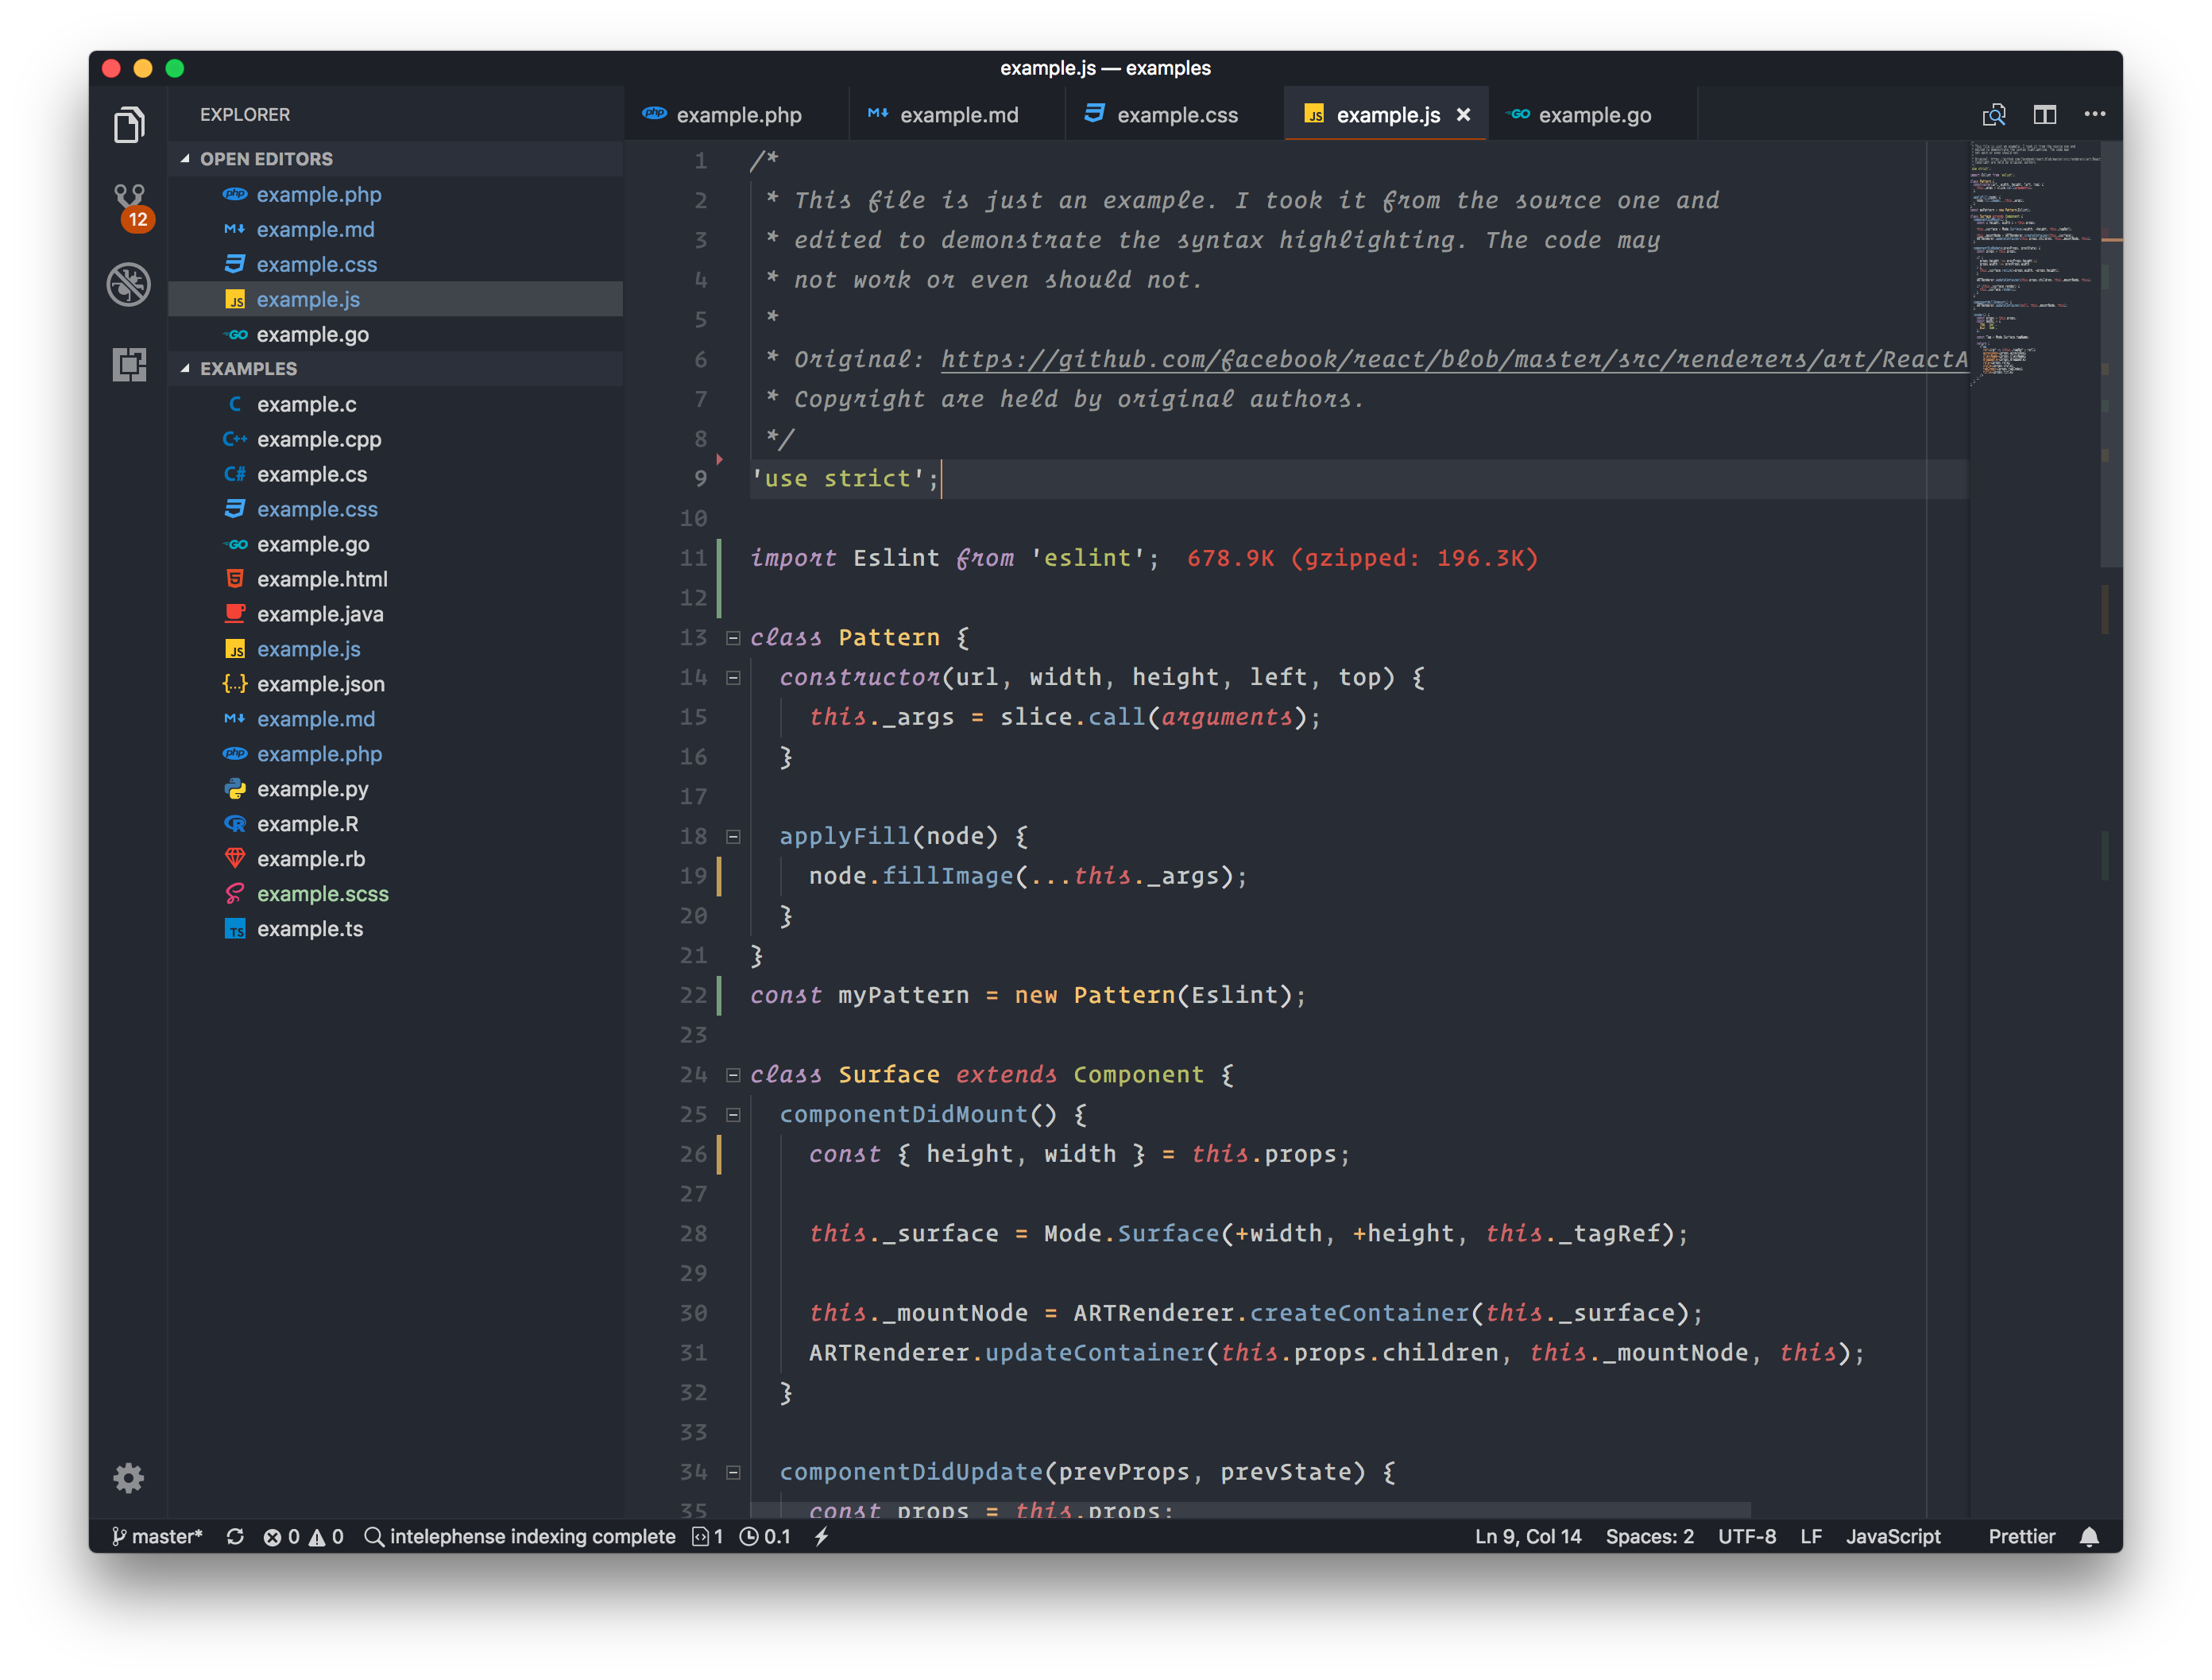 example.js — examples
EXPLORER
OPEN EDITORS
example.php
example.md
example.css
example.js
example.go
EXAMPLES
example.c
example.cpp
example.cs
example.css
example.go
example.html
example.java
example.js
example.json
example.md
example.php
example.py
example.R
example.rb
example.scss
example.ts
12
example.php
example.md
example.css
example.js
example.go
1 /*
2  * This file is just an example. I took it from the source one and
3  * edited to demonstrate the syntax highlighting. The code may
4  * not work or even should not.
5  *
6  * Original: https://github.com/facebook/react/blob/master/src/renderers/art/ReactA
7  * Copyright are held by original authors.
8  */
9 'use strict';
10
11 import Eslint from 'eslint'; 678.9K (gzipped: 196.3K)
12
13 class Pattern {
14   constructor(url, width, height, left, top) {
15     this._args = slice.call(arguments);
16   }
17
18   applyFill(node) {
19     node.fillImage(...this._args);
20   }
21 }
22 const myPattern = new Pattern(Eslint);
23
24 class Surface extends Component {
25   componentDidMount() {
26     const { height, width } = this.props;
27
28     this._surface = Mode.Surface(+width, +height, this._tagRef);
29
30     this._mountNode = ARTRenderer.createContainer(this._surface);
31     ARTRenderer.updateContainer(this.props.children, this._mountNode, this);
32   }
33
34   componentDidUpdate(prevProps, prevState) {
35     const props = this.props;
master* 0 0 intelephense indexing complete 1 0.1 Ln 9, Col 14 Spaces: 2 UTF-8 LF JavaScript Prettier